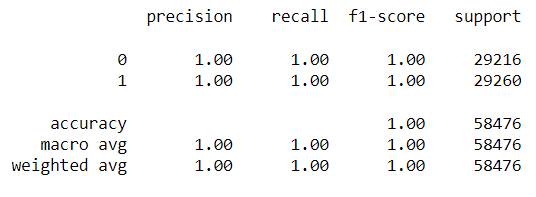 precision recall f1-score support
0 1.00 1.00 1.00 29216
1 1.00 1.00 1.00 29260
accuracy 1.00 58476
macro avg 1.00 1.00 1.00 58476
weighted avg 1.00 1.00 1.00 58476